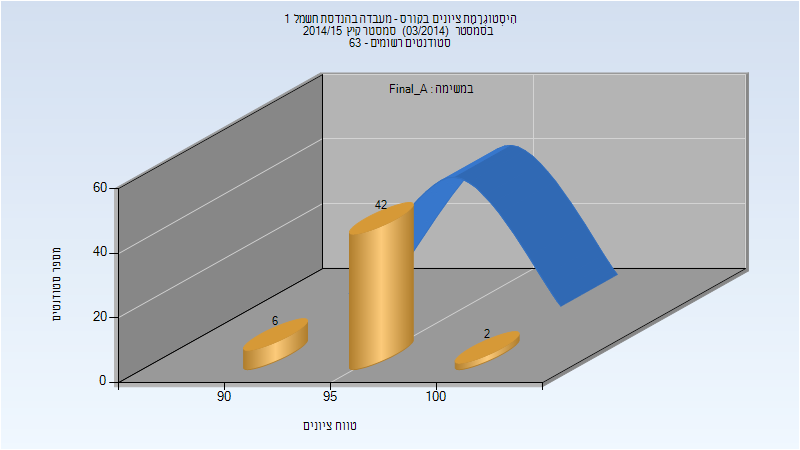 היסטוגרמת ציונים בקורס - מעבדה בהנדסת חשמל 1
בסמסטר (03/2014) סמסטר קיץ 2014/15
סטודנטים רשומים - 63
במשימה : Final_A
60
40
20
0
מספר סטודנטים
6
42
2
90
95
100
טווח ציונים